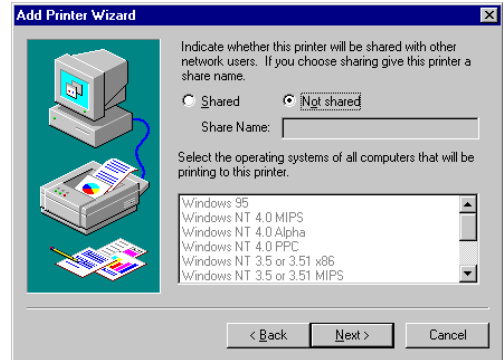 Add Printer Wizard
Indicate whether this printer will be shared with other
network users. If you choose sharing give this printer a
share name.
Shared Not shared
Share Name:
Select the operating systems of all computers that will be
printing to this printer.
Windows 95
Windows NT 4.0 MIPS
Windows NT 4.0 Alpha
Windows NT 4.0 PPC
Windows NT 3.5 or 3.51 x86
Windows NT 3.5 or 3.51 MIPS
< Back Next > Cancel